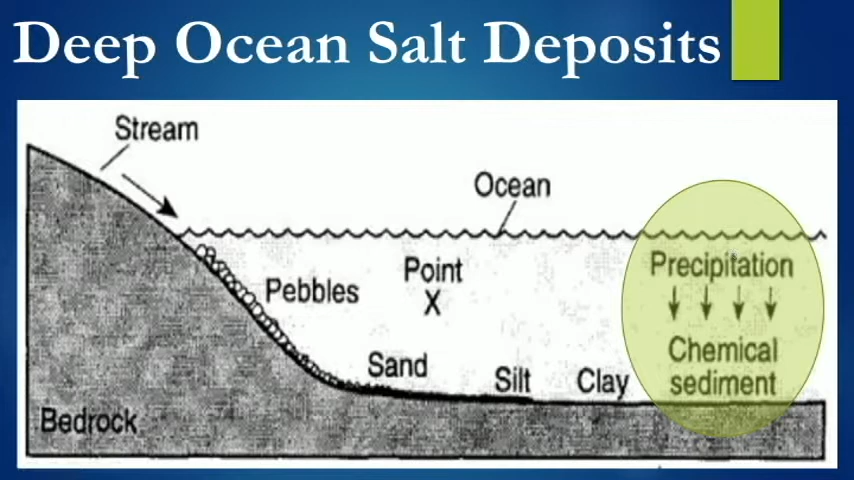 Deep Ocean Salt Deposits
Stream
Ocean
Point
X
Precipitation
Pebbles
Chemical
sediment
Sand
Silt
Clay
Bedrock